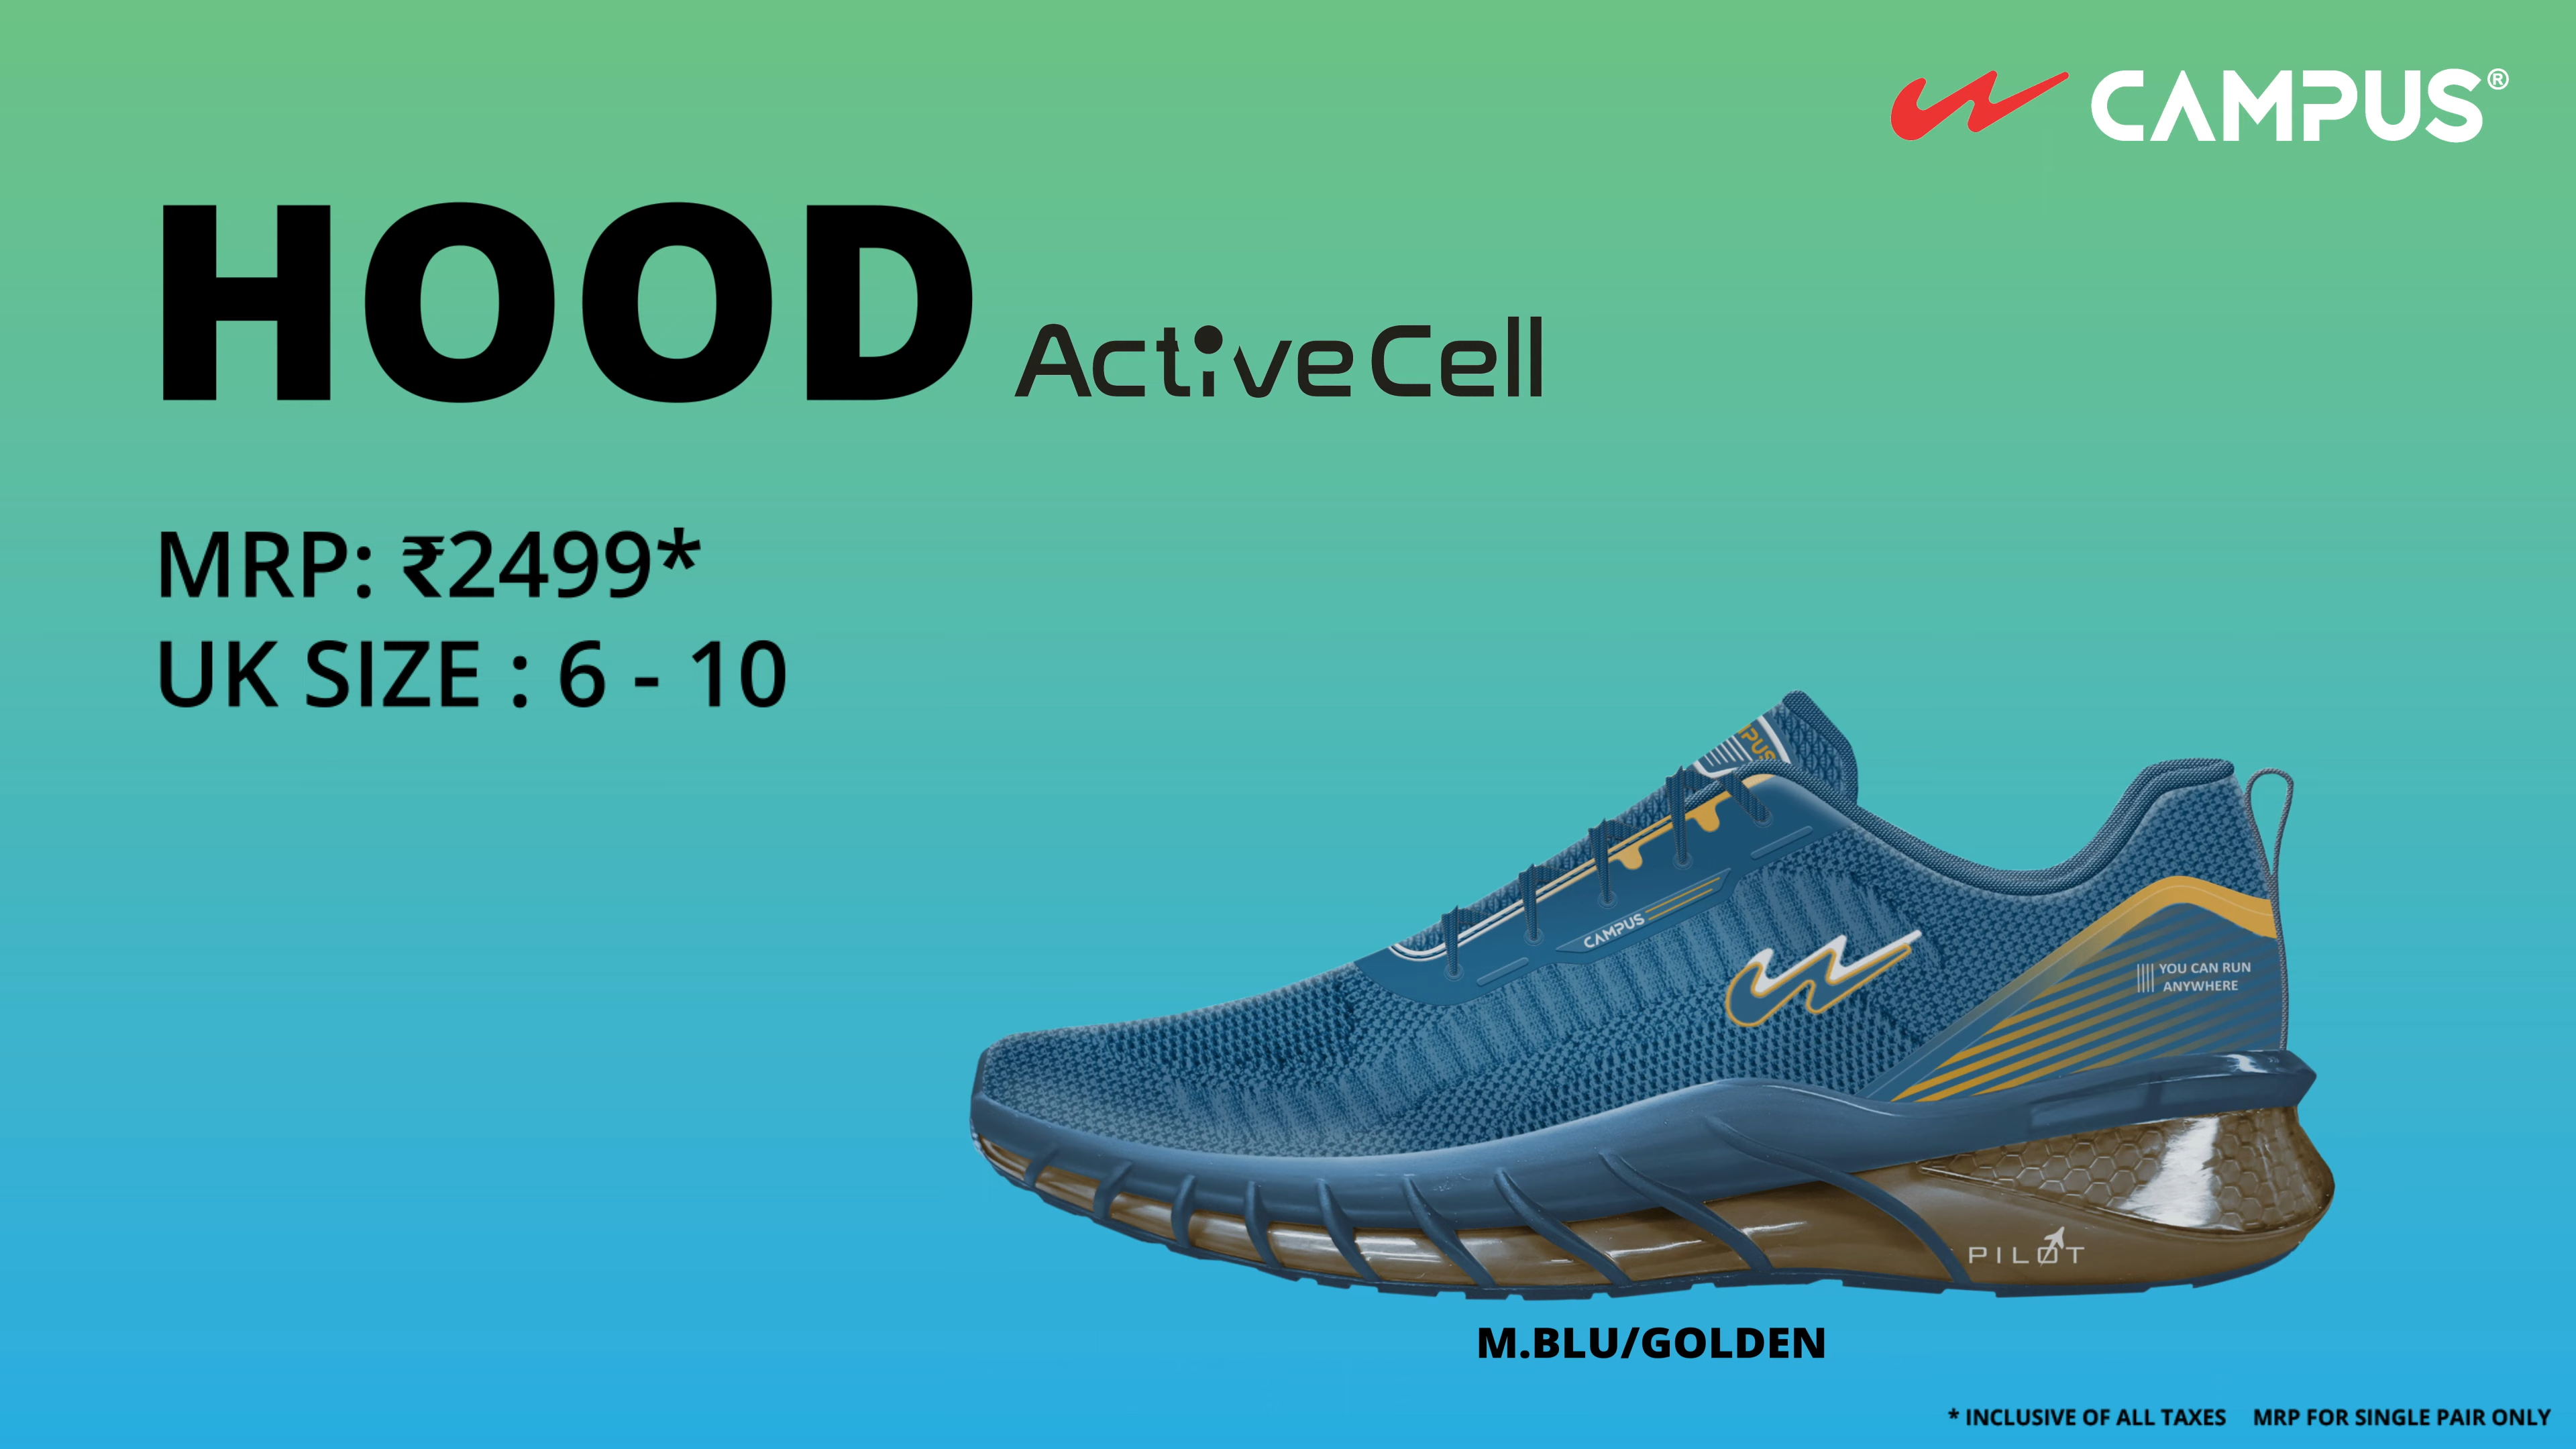 CAMPUS®
HOOD ActiveCell
MRP: ₹2499*
UK SIZE : 6 - 10
PUS
CAMPUS
YOU CAN RUN
ANYWHERE
PILOT
M.BLU/GOLDEN
* INCLUSIVE OF ALL TAXES MRP FOR SINGLE PAIR ONLY